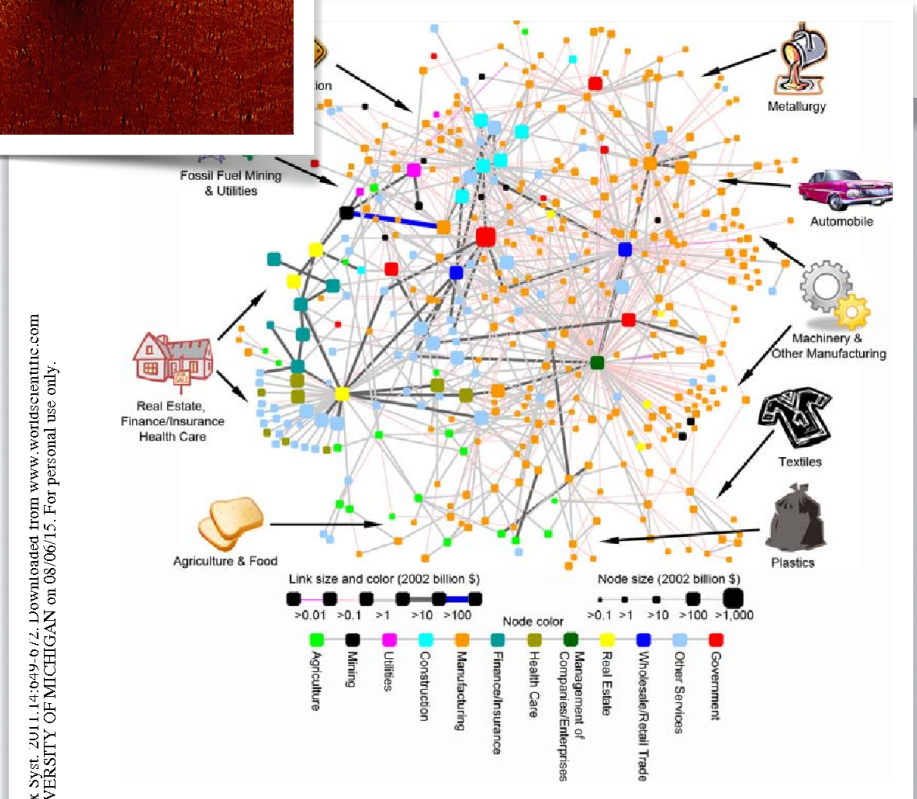 Metallurgy
Fossil Fuel Mining
& Utilities
Automobile
Machinery &
Other Manufacturing
Real Estate,
Finance/Insurance
Health Care
Textiles
Agriculture & Food
Plastics
Link size and color (2002 billion $)
>0.01 >0.1 >1 >10 >100
Node size (2002 billion $)
>0.1 >1 >10 >100 >1,000
Node color
Agriculture
Mining
Utilities
Construction
Manufacturing
Finance/Insurance
Health Care
Management of
Companies/Enterprises
Real Estate
Wholesale/Retail Trade
Other Services
Government
x Syst. 2011.14:649-672. Downloaded from www.worldscientific.com
VERSITY OF MICHIGAN on 08/06/15. For personal use only.